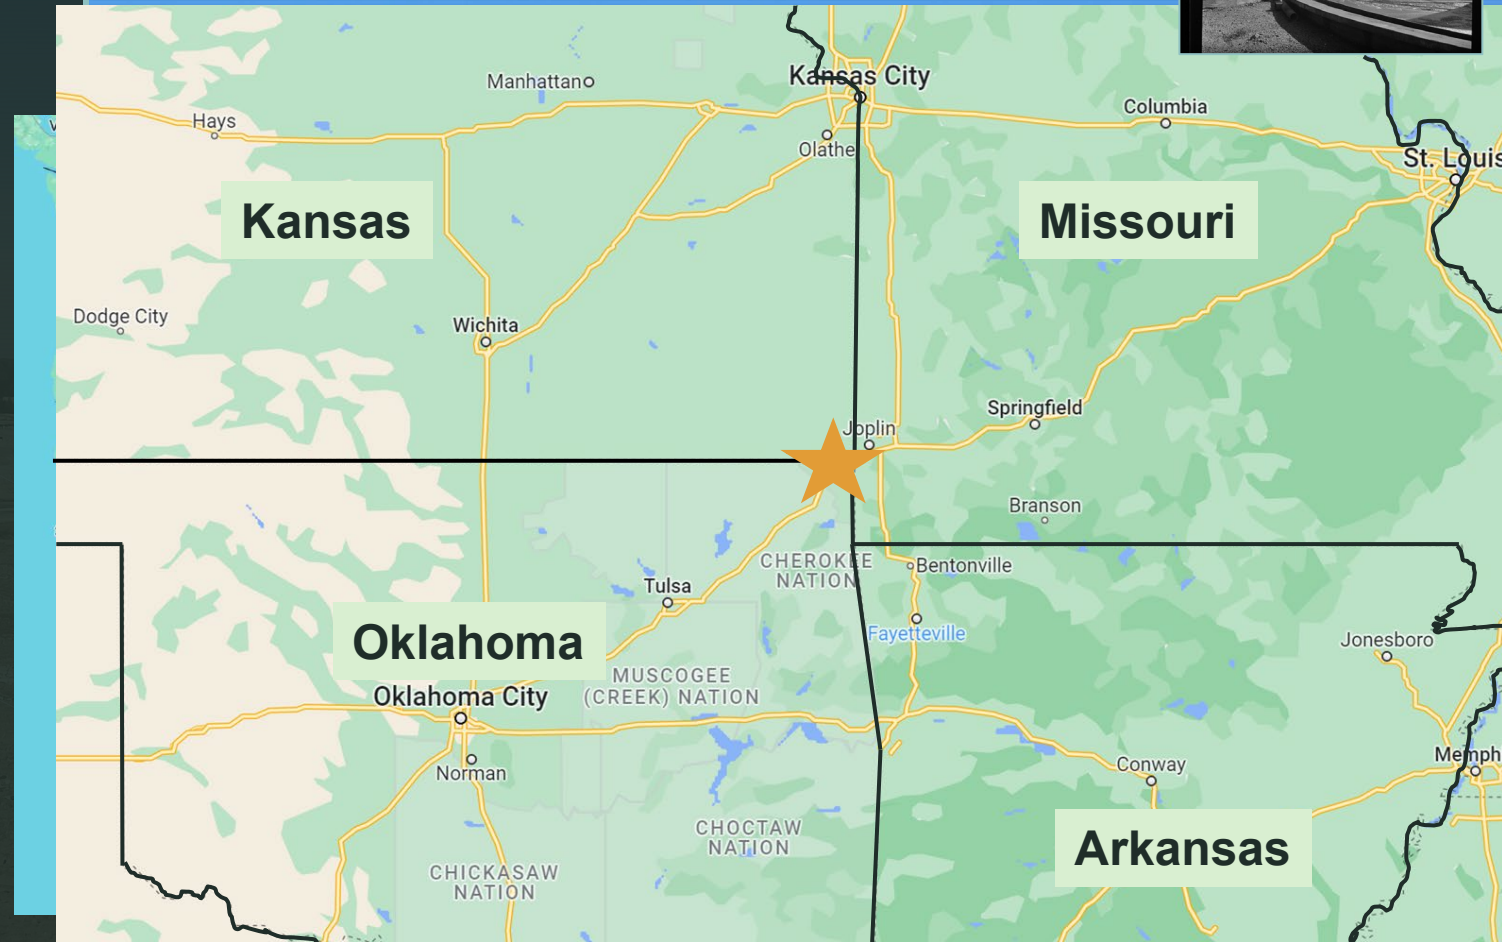 Manhattan
Kansas City
Columbia
Hays
Olathe
St. Louis
Kansas
Missouri
Dodge City
Wichita
Springfield
Joplin
Branson
CHEROKEE
NATION
Bentonville
Tulsa
Fayetteville
Oklahoma
Jonesboro
MUSCOGEE
(CREEK) NATION
Oklahoma City
Norman
Conway
Memph
CHOCTAW
NATION
Arkansas
CHICKASAW
NATION